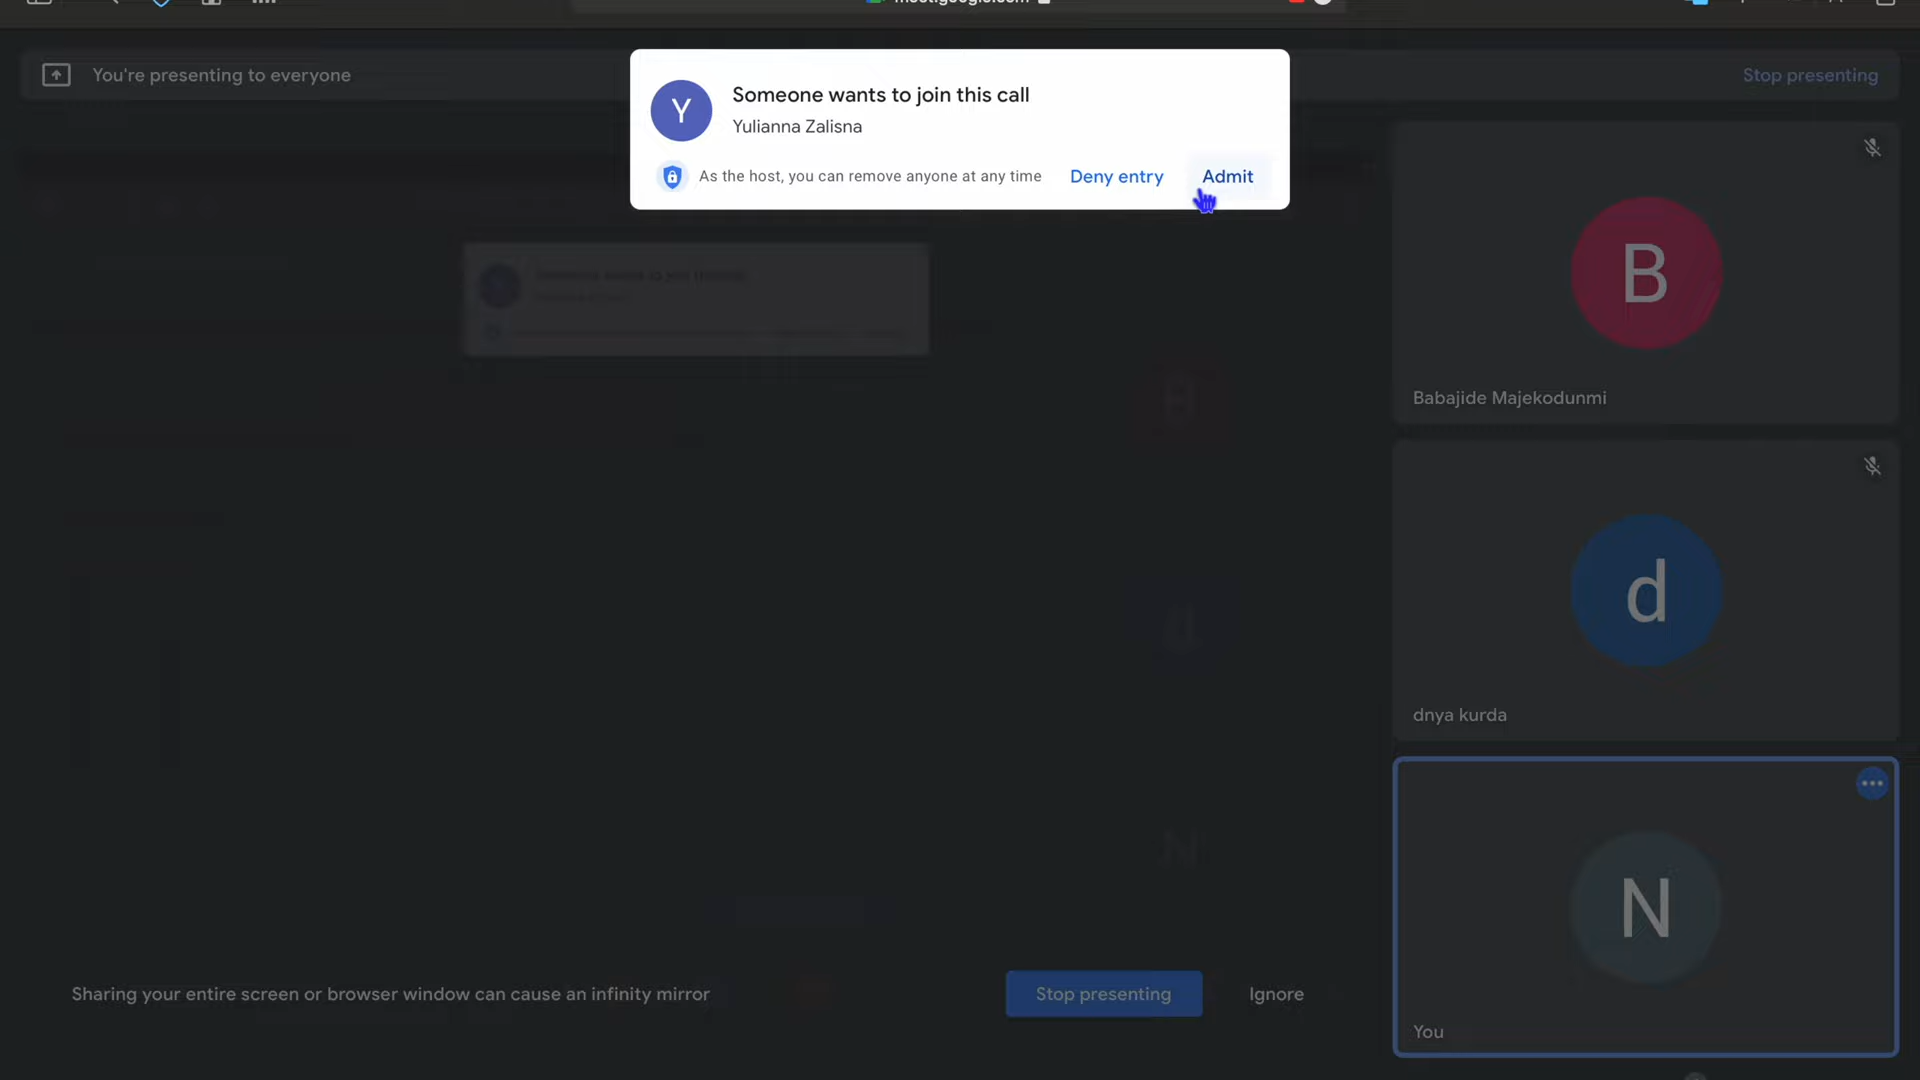 You're presenting to everyone
Stop presenting
Y
Someone wants to join this call
Yulianna Zalisna
As the host, you can remove anyone at any time
Deny entry
Admit
B
Babajide Majekodunmi
d
dnya kurda
N
You
Sharing your entire screen or browser window can cause an infinity mirror
Stop presenting
Ignore